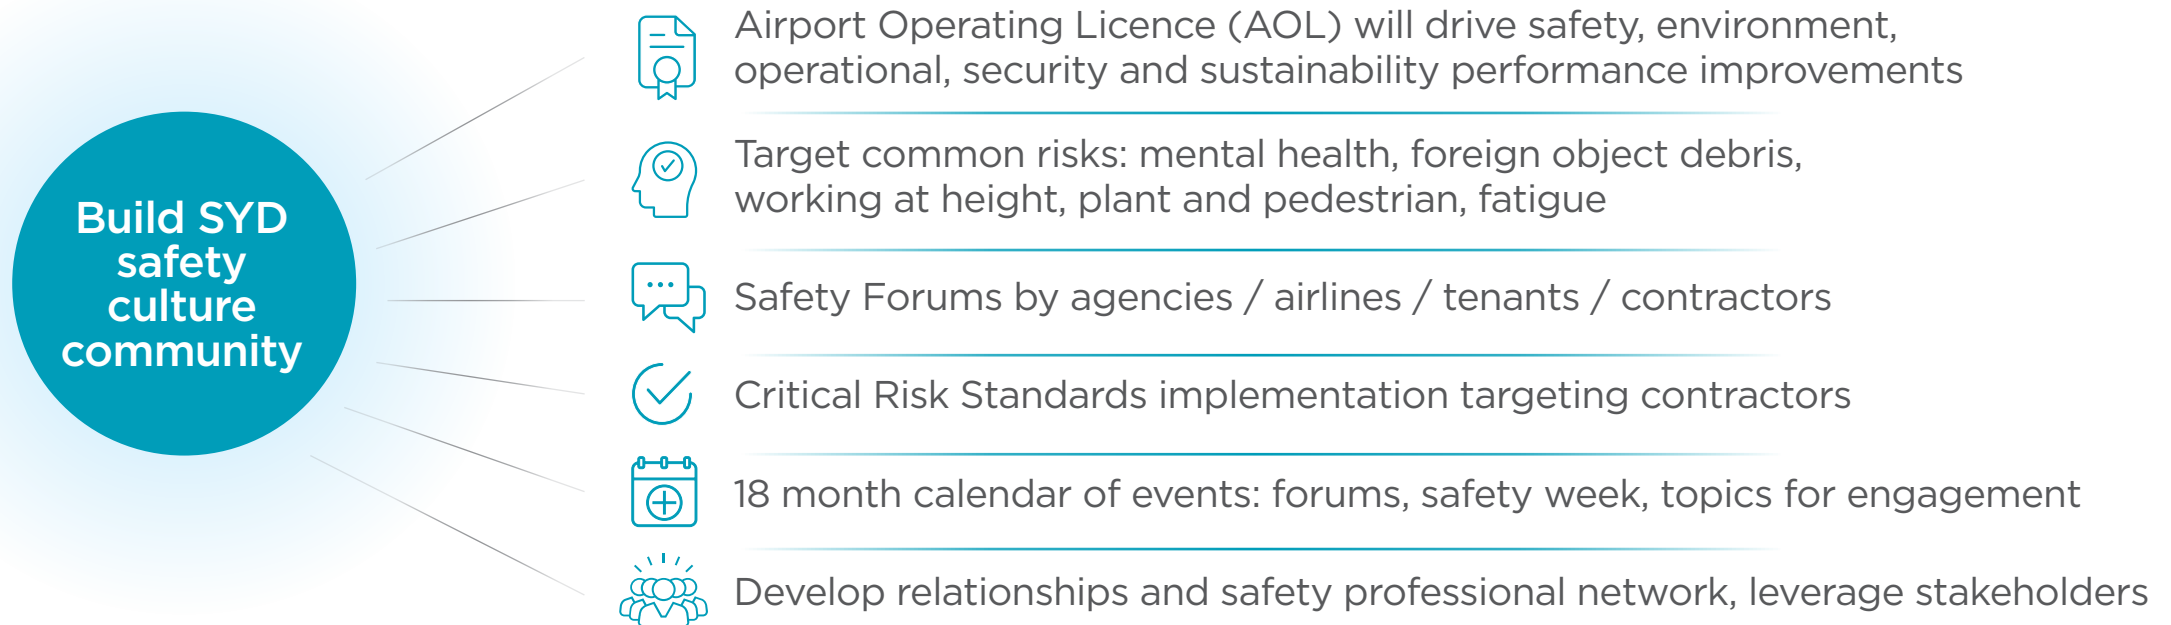 Build SYD
safety
culture
community
Airport Operating Licence (AOL) will drive safety, environment,
operational, security and sustainability performance improvements
Target common risks: mental health, foreign object debris,
working at height, plant and pedestrian, fatigue
Safety Forums by agencies / airlines / tenants / contractors
Critical Risk Standards implementation targeting contractors
18 month calendar of events: forums, safety week, topics for engagement
Develop relationships and safety professional network, leverage stakeholders